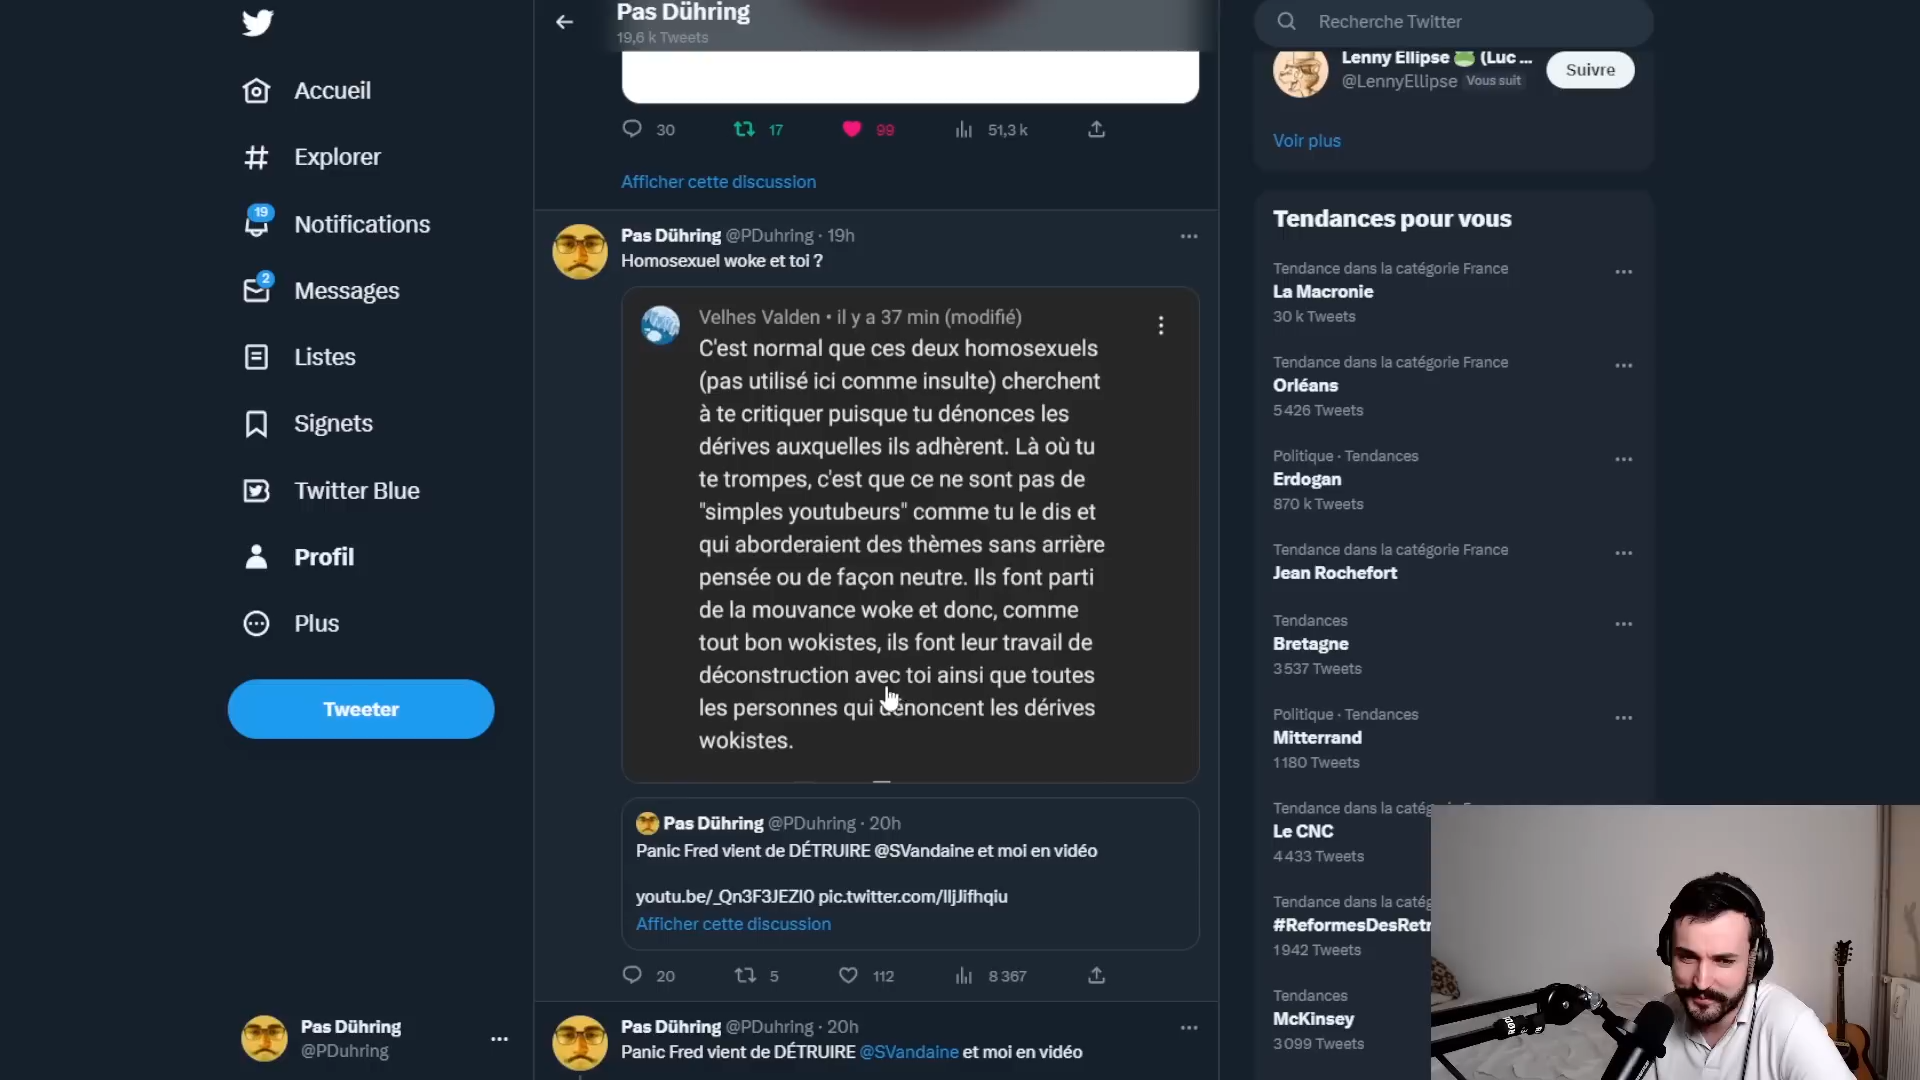 Accueil
Explorer
19
Notifications
2
Messages
Listes
Signets
Twitter Blue
Profil
Plus
Tweeter
Pas Dühring
@PDuhring
Pas Dühring
19,6 k Tweets
30 17 99 51,3 k
Afficher cette discussion
Pas Dühring @PDuhring · 19h
Homosexuel woke et toi ?
Velhes Valden • il y a 37 min (modifié)
C'est normal que ces deux homosexuels
(pas utilisé ici comme insulte) cherchent
à te critiquer puisque tu dénonces les
dérives auxquelles ils adhèrent. Là où tu
te trompes, c'est que ce ne sont pas de
"simples youtubeurs" comme tu le dis et
qui aborderaient des thèmes sans arrière
pensée ou de façon neutre. Ils font parti
de la mouvance woke et donc, comme
tout bon wokistes, ils font leur travail de
déconstruction avec toi ainsi que toutes
les personnes qui dénoncent les dérives
wokistes.
Pas Dühring @PDuhring · 20h
Panic Fred vient de DÉTRUIRE @SVandaine et moi en vidéo
youtu.be/_Qn3F3JEZI0 pic.twitter.com/lljJifhqiu
Afficher cette discussion
20 5 112 8 367
Pas Dühring @PDuhring · 20h
Panic Fred vient de DÉTRUIRE @SVandaine et moi en vidéo
Recherche Twitter
Lenny Ellipse (Luc ...
@LennyEllipse Vous suit
Suivre
Voir plus
Tendances pour vous
Tendance dans la catégorie France
La Macronie
30 k Tweets
Tendance dans la catégorie France
Orléans
5 426 Tweets
Politique · Tendances
Erdogan
870 k Tweets
Tendance dans la catégorie France
Jean Rochefort
Tendances
Bretagne
3 537 Tweets
Politique · Tendances
Mitterrand
1 180 Tweets
Tendance dans la catég
Le CNC
4 433 Tweets
Tendance dans la catég
#ReformesDesRetr
1 942 Tweets
Tendances
McKinsey
3 099 Tweets
RØDE